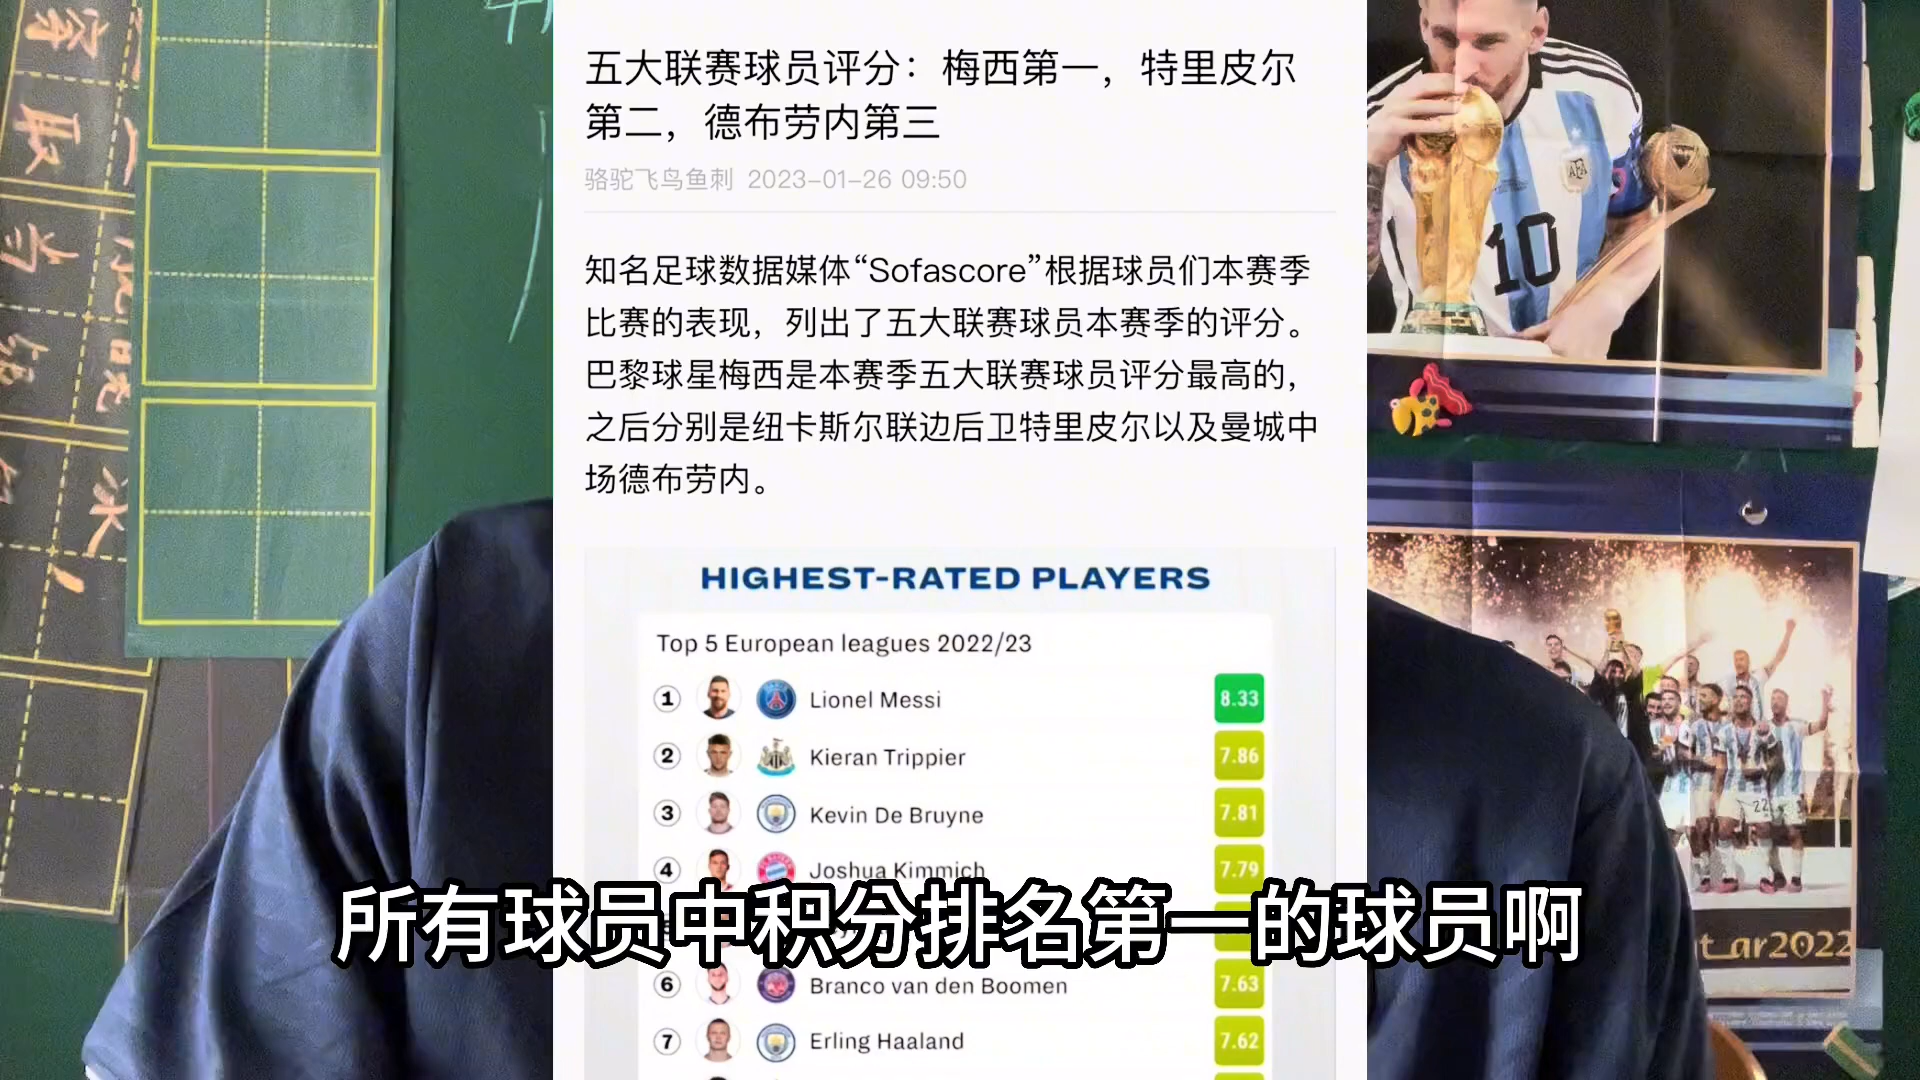 五大联赛球员评分：梅西第一，特里皮尔
第二，德布劳内第三
骆驼飞鸟鱼刺 2023-01-26 09:50
知名足球数据媒体“Sofascore”根据球员们本赛季
比赛的表现，列出了五大联赛球员本赛季的评分。
巴黎球星梅西是本赛季五大联赛球员评分最高的，
之后分别是纽卡斯尔联边后卫特里皮尔以及曼城中
场德布劳内。
HIGHEST-RATED PLAYERS
Top 5 European leagues 2022/23
1 Lionel Messi 8.33
2 Kieran Trippier 7.86
3 Kevin De Bruyne 7.81
4 Joshua Kimmich 7.79
所有球员中积分排名第一的球员啊
6 Branco van den Boomen 7.63
7 Erling Haaland 7.62
10
AFA
22
ar2022